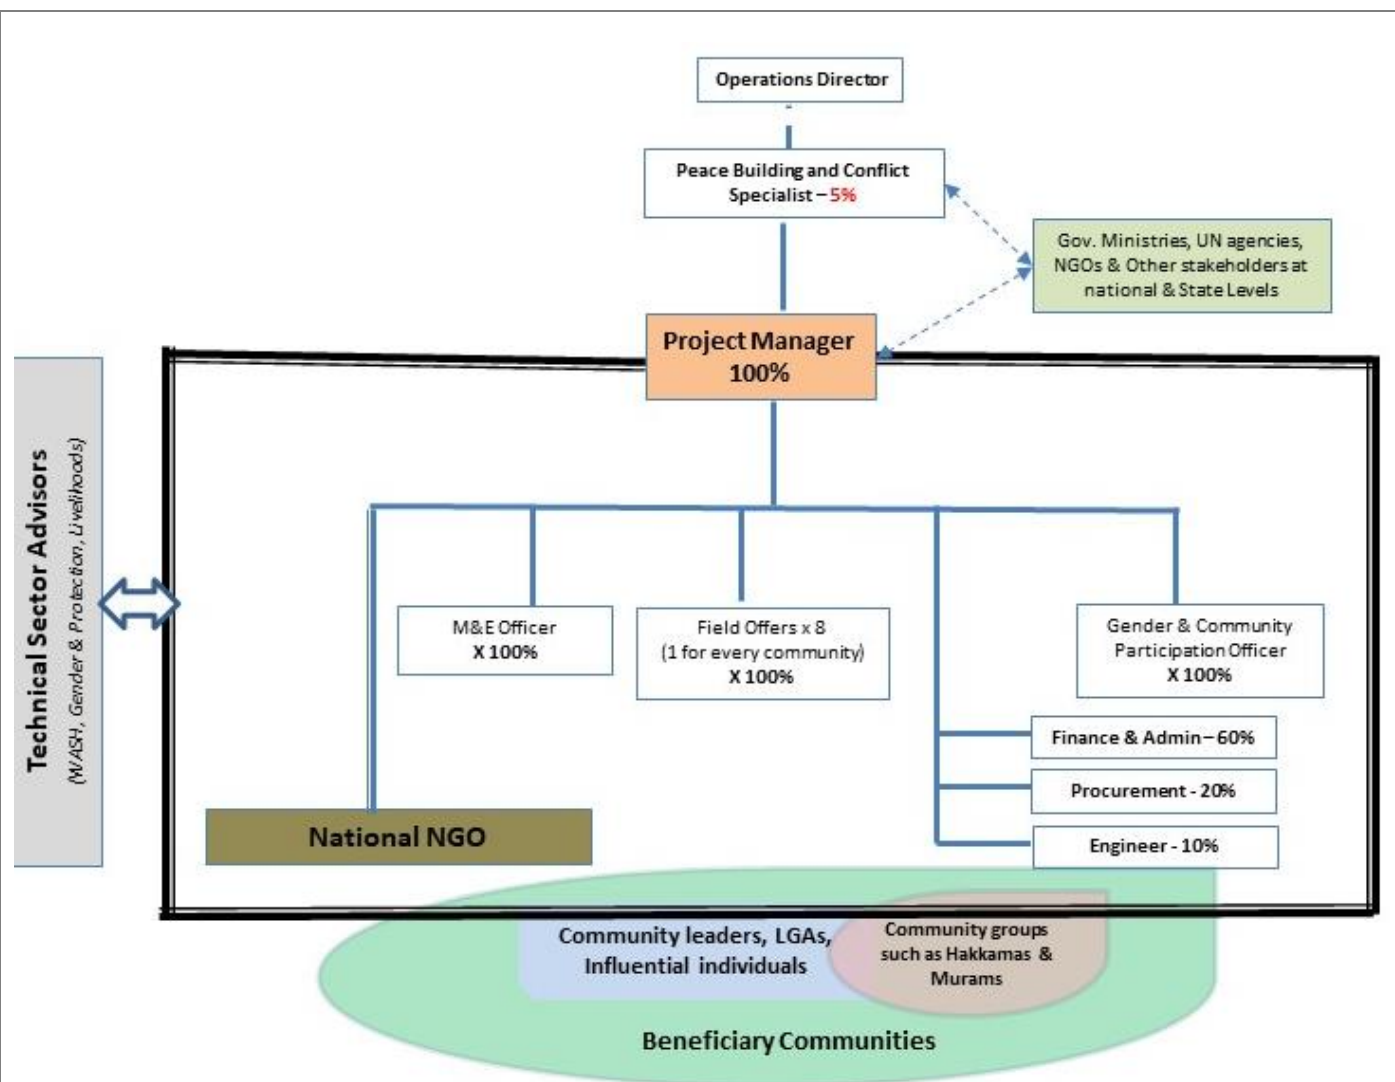 Operations Director
Peace Building and Conflict
Specialist – 5%
Gov. Ministries, UN agencies,
NGOs & Other stakeholders at
national & State Levels
Project Manager
100%
Technical Sector Advisors
(WASH, Gender & Protection, Livelihoods)
M&E Officer
X 100%
Field Offers x 8
(1 for every community)
X 100%
Gender & Community
Participation Officer
X 100%
Finance & Admin – 60%
Procurement - 20%
Engineer - 10%
National NGO
Community leaders, LGAs,
Influential individuals
Community groups
such as Hakkamas &
Murams
Beneficiary Communities